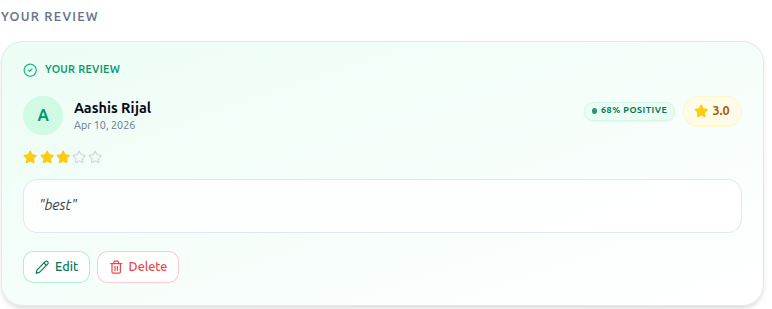 YOUR REVIEW
YOUR REVIEW
A
Aashis Rijal
Apr 10, 2026
68% POSITIVE
3.0
"best"
Edit
Delete